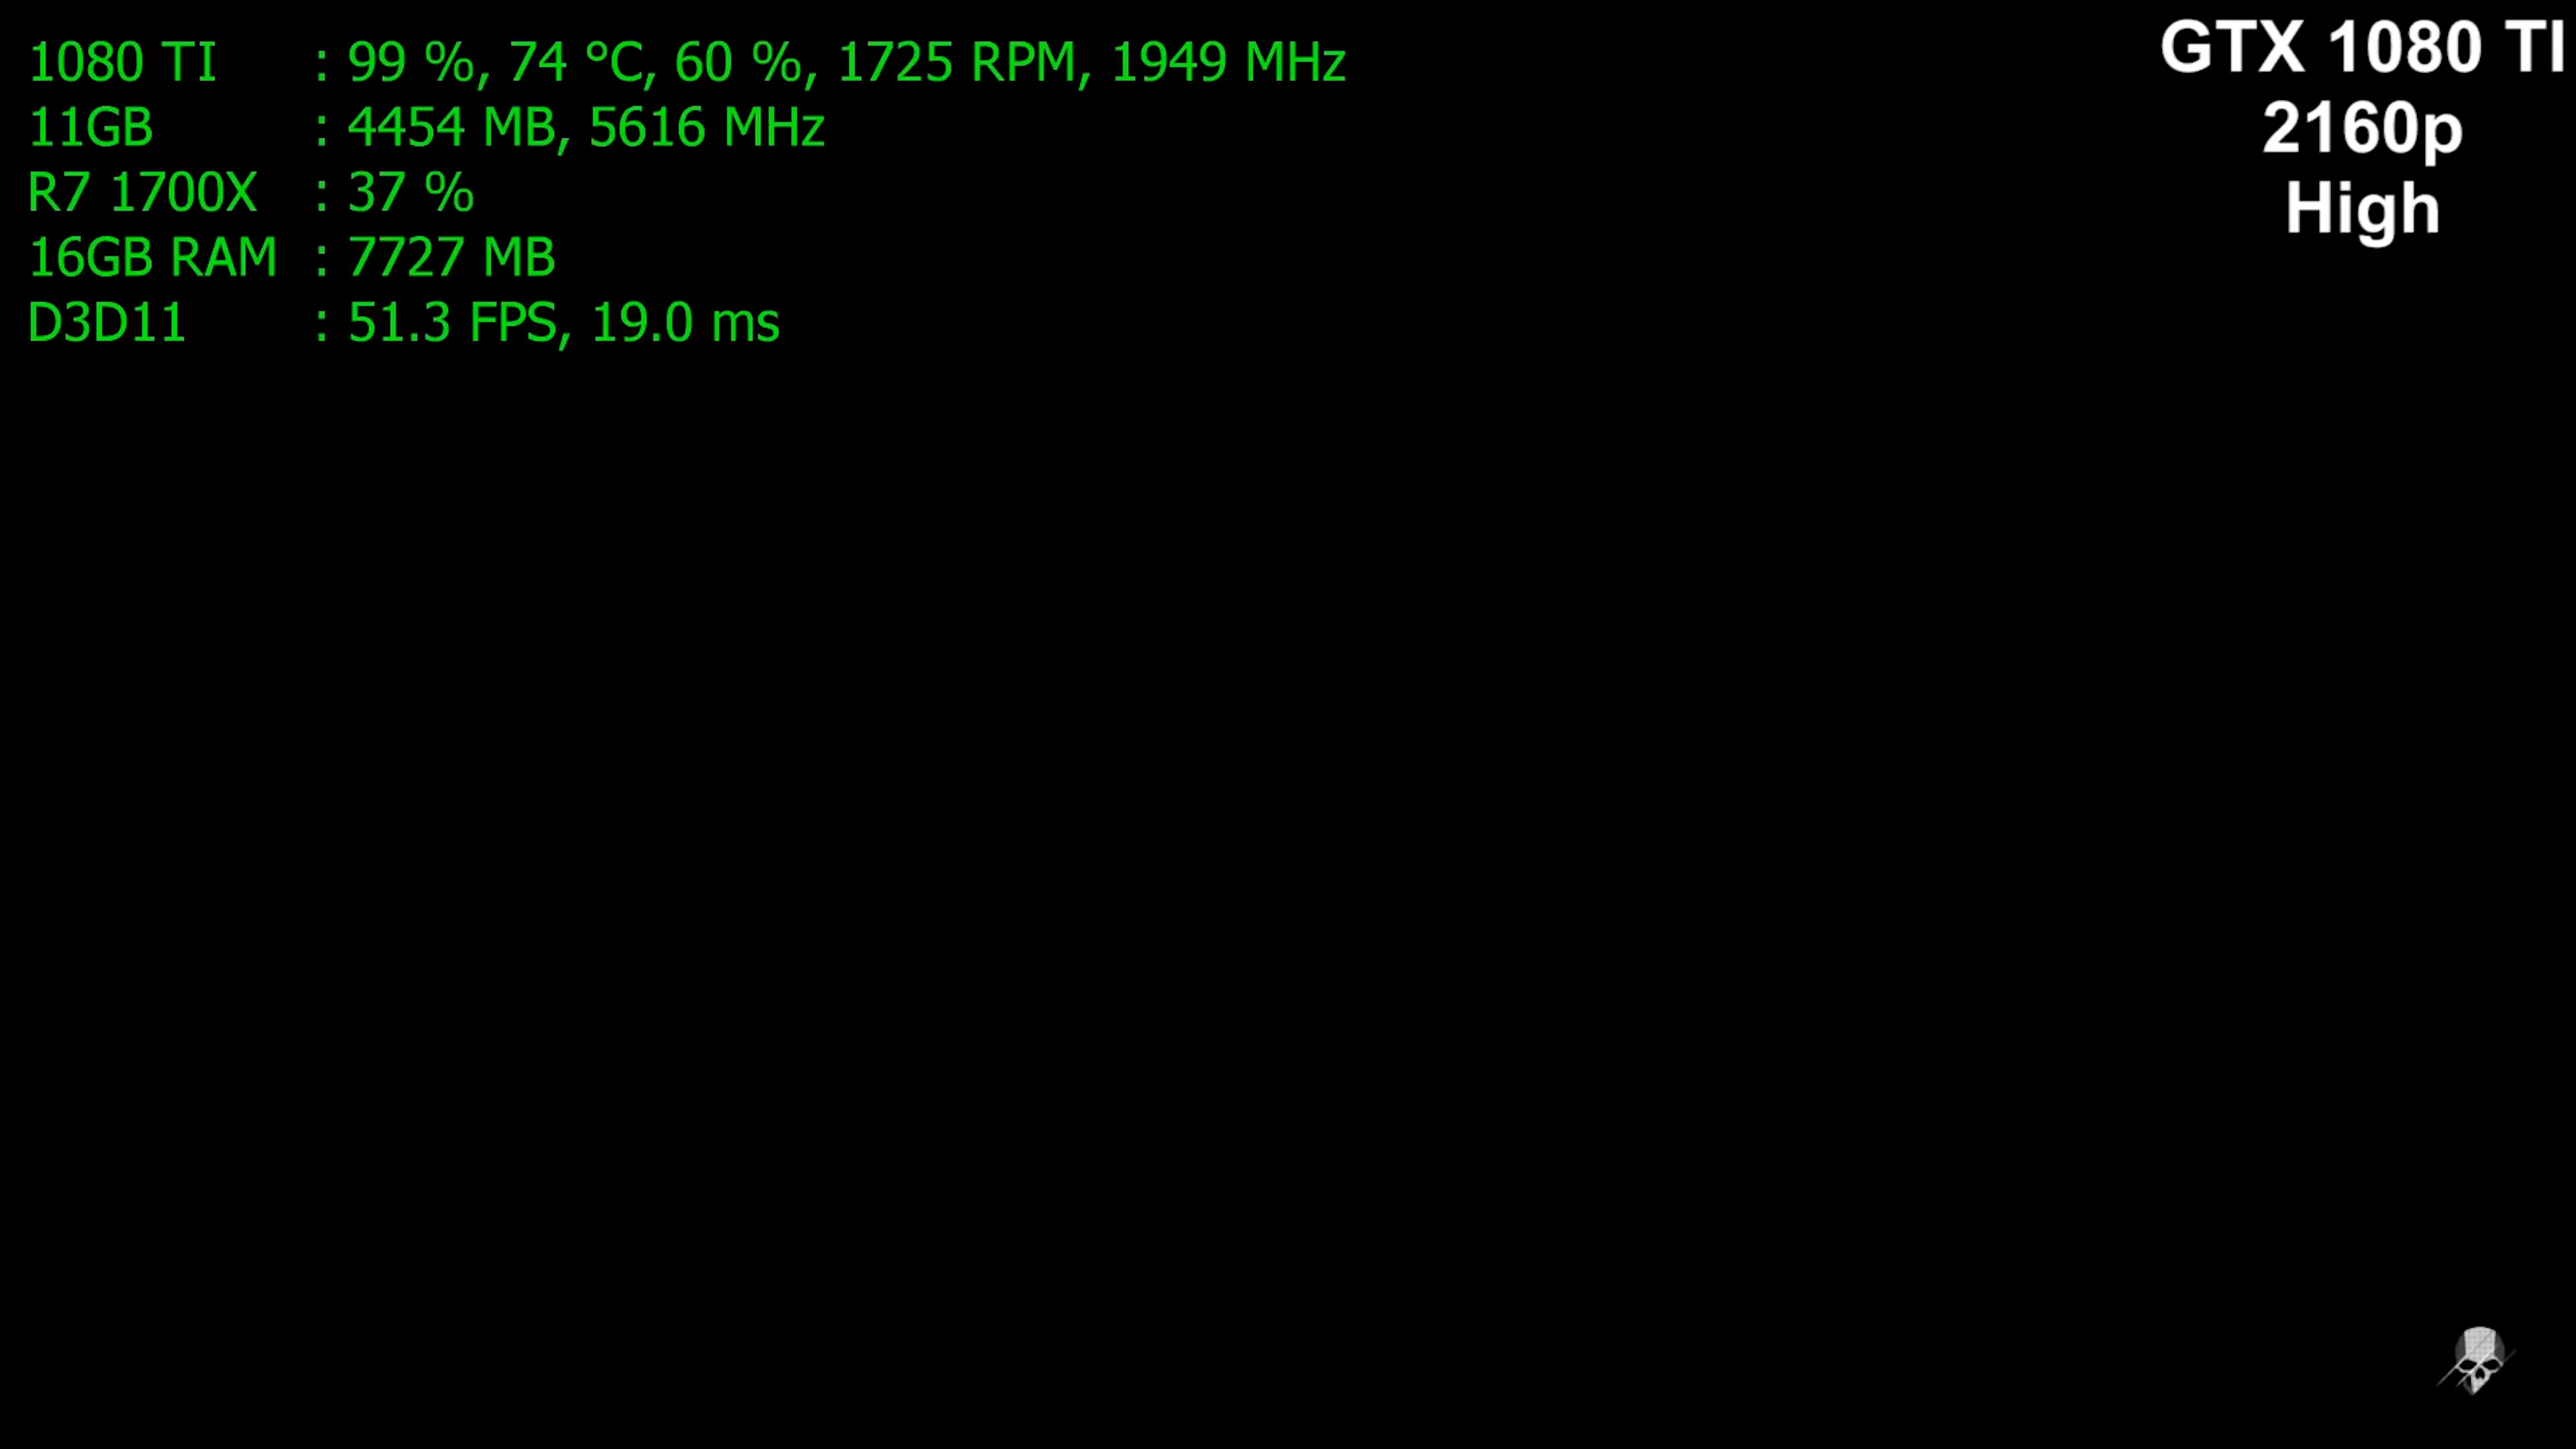 1080 TI : 99 %, 74 °C, 60 %, 1725 RPM, 1949 MHz
11GB : 4454 MB, 5616 MHz
R7 1700X : 37 %
16GB RAM : 7727 MB
D3D11 : 51.3 FPS, 19.0 ms
GTX 1080 TI
2160p
High